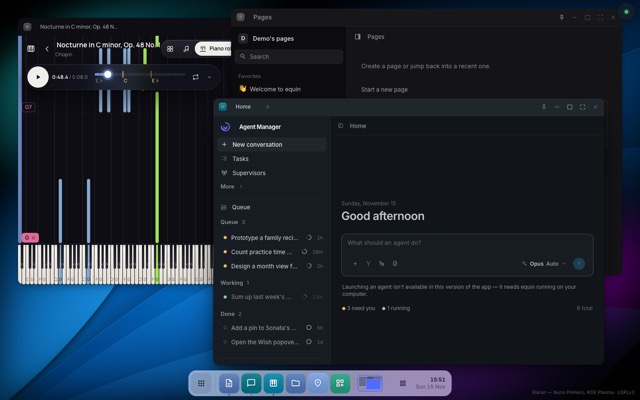 Nocturne in C minor, Op. 48 N...
Nocturne in C minor, Op. 48 No.
Chopin
Piano rol
0:48.4 / 5:08.0
C
G7
Pages
D Demo's pages
Search
Favorites
Welcome to equin
Pages
Create a page or jump back into a recent one.
Start a new page
Home
Agent Manager
New conversation
Tasks
Supervisors
More
Queue
Queue 3
Prototype a family reci... 1h
Count practice time ...
Design a month view f...
Working 1
Sum up last week's ...
Done 2
Add a pin to Sonata's ...
Open the Wish popove... 1d
Home
Sunday, November 15
Good afternoon
What should an agent do?
Opus Auto
Launching an agent isn't available in this version of the app — it needs equin running on your
computer.
3 need you 1 running
6 total
15:51
Sun 15 Nov